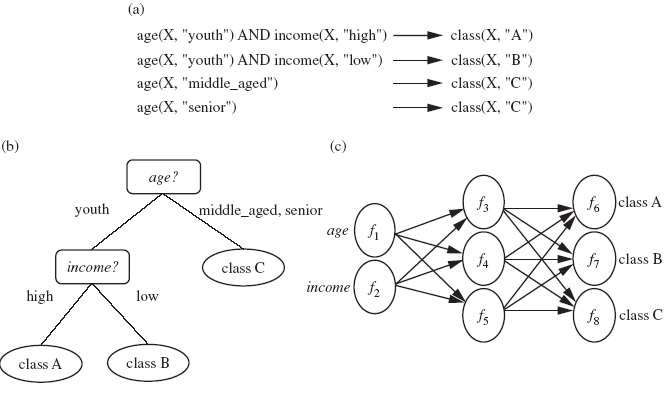 (a)
age(X, "youth") AND income(X, "high") class(X, "A")
age(X, "youth") AND income(X, "low") class(X, "B")
age(X, "middle_aged") class(X, "C")
age(X, "senior") class(X, "C")
(b)
age?
youth
middle_aged, senior
income?
class C
high
low
class A
class B
(c)
age
income
f1
f2
f3
f4
f5
f6
class A
f7
class B
f8
class C